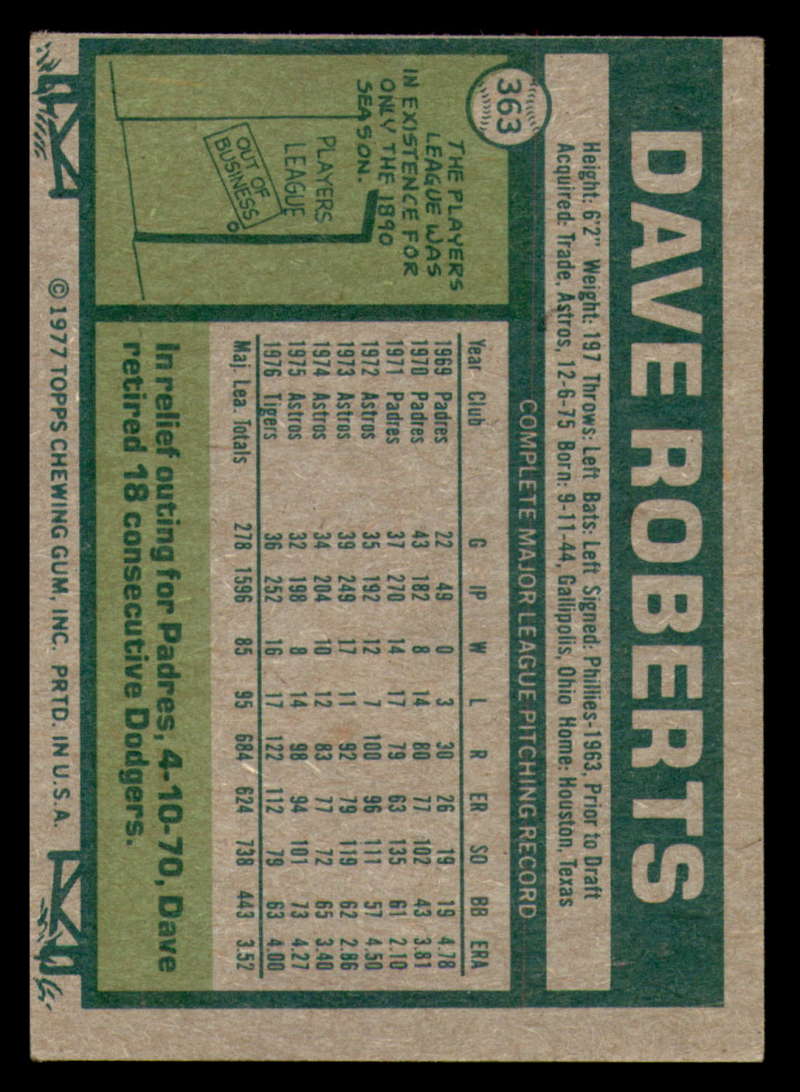 DAVE ROBERTS
Height: 6'2" Weight: 197 Throws: Left Bats: Left Signed: Phillies-1963, Prior to Draft
Acquired: Trade, Astros, 12-6-75 Born: 9-11-44, Gallipolis, Ohio Home: Houston, Texas
363
COMPLETE MAJOR LEAGUE PITCHING RECORD
Year Club G IP W L R ER SO BB ERA
1969 Padres 22 49 0 3 30 26 19 19 4.78
1970 Padres 43 182 8 14 80 77 102 43 3.81
1971 Padres 37 270 14 17 79 63 135 61 2.10
1972 Astros 35 192 12 7 100 96 111 57 4.50
1973 Astros 39 249 17 11 92 79 119 62 2.86
1974 Astros 34 204 10 12 83 77 72 65 3.40
1975 Astros 32 198 8 14 98 94 101 73 4.27
1976 Tigers 36 252 16 17 122 112 79 63 4.00
Maj. Lea. Totals 278 1596 85 95 684 624 738 443 3.52
THE PLAYERS
LEAGUE WAS
IN EXISTENCE FOR
ONLY THE 1890
SEASON.
PLAYERS
LEAGUE
OUT OF
BUSINESS
In relief outing for Padres, 4-10-70, Dave
retired 18 consecutive Dodgers.
© 1977 TOPPS CHEWING GUM, INC. PRTD. IN U.S.A.